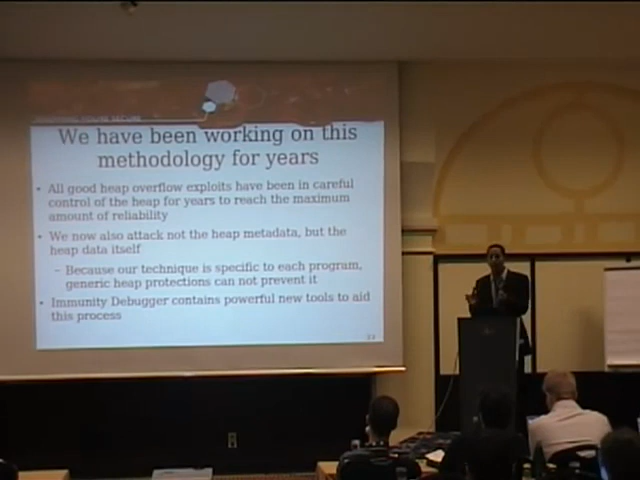 We have been working on this
methodology for years
• All good heap overflow exploits have been in careful
control of the heap for years to reach the maximum
amount of reliability
• We now also attack not the heap metadata, but the
heap data itself
– Because our technique is specific to each program,
generic heap protections can not prevent it
• Immunity Debugger contains powerful new tools to aid
this process